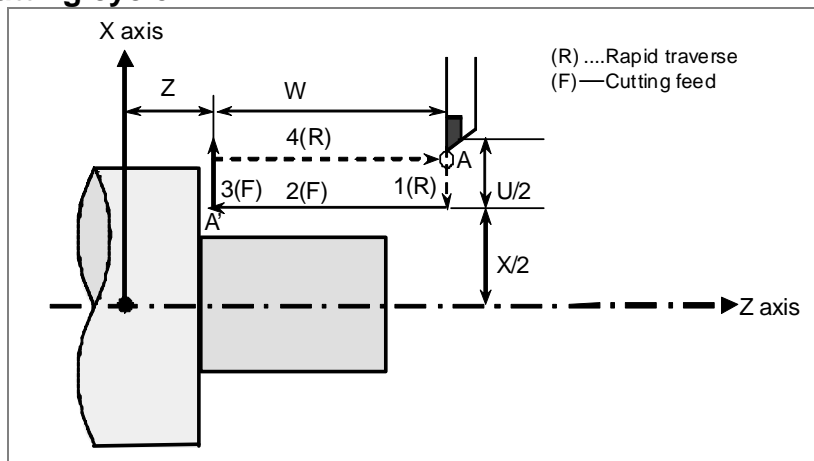 X axis
(R) ....Rapid traverse
(F)—Cutting feed
Z
W
4(R)
A
3(F)
2(F)
1(R)
U/2
A'
X/2
Z axis